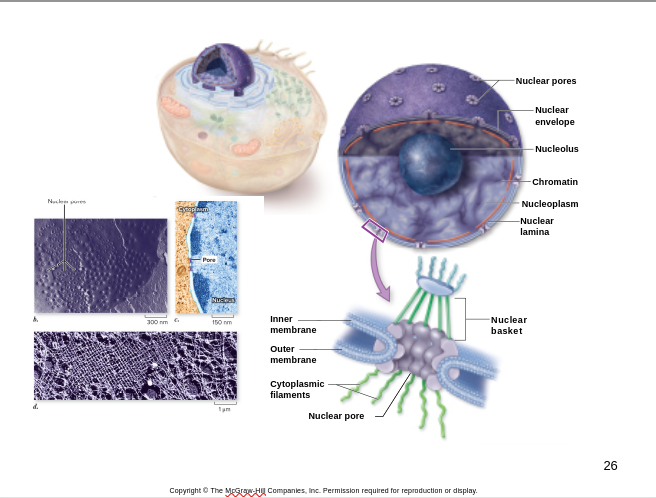 Nuclear pores
Nuclear
envelope
Nucleolus
Chromatin
Nucleoplasm
Nuclear
lamina
Nuclear pores
Cytoplasm
Pore
Nucleus
b.
300 nm
c.
150 nm
d.
1 µm
Inner
membrane
Outer
membrane
Cytoplasmic
filaments
Nuclear pore
Nuclear
basket
26
Copyright © The McGraw-Hill Companies, Inc. Permission required for reproduction or display.